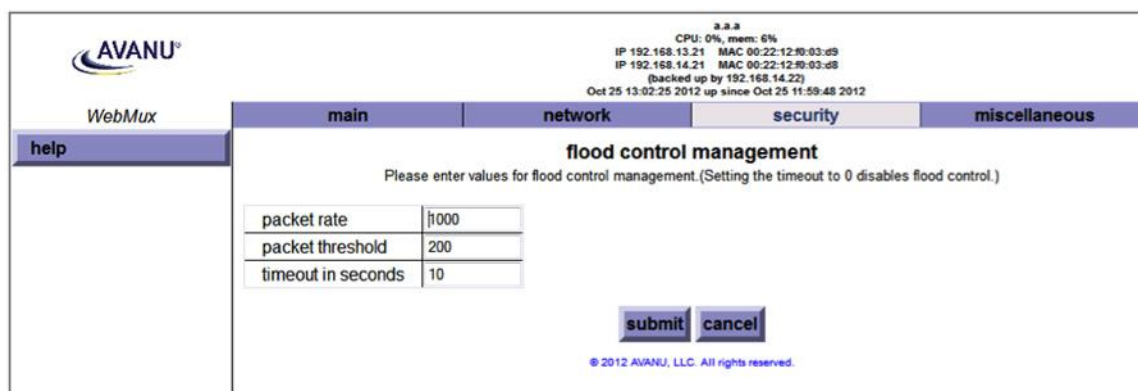 AVANU®
a.a.a
CPU: 0%, mem: 6%
IP 192.168.13.21 MAC 00:22:12:f0:03:d9
IP 192.168.14.21 MAC 00:22:12:f0:03:d8
(backed up by 192.168.14.22)
Oct 25 13:02:25 2012 up since Oct 25 11:59:48 2012
WebMux
main network security miscellaneous
help
flood control management
Please enter values for flood control management.(Setting the timeout to 0 disables flood control.)
packet rate 1000
packet threshold 200
timeout in seconds 10
submit cancel
© 2012 AVANU, LLC. All rights reserved.